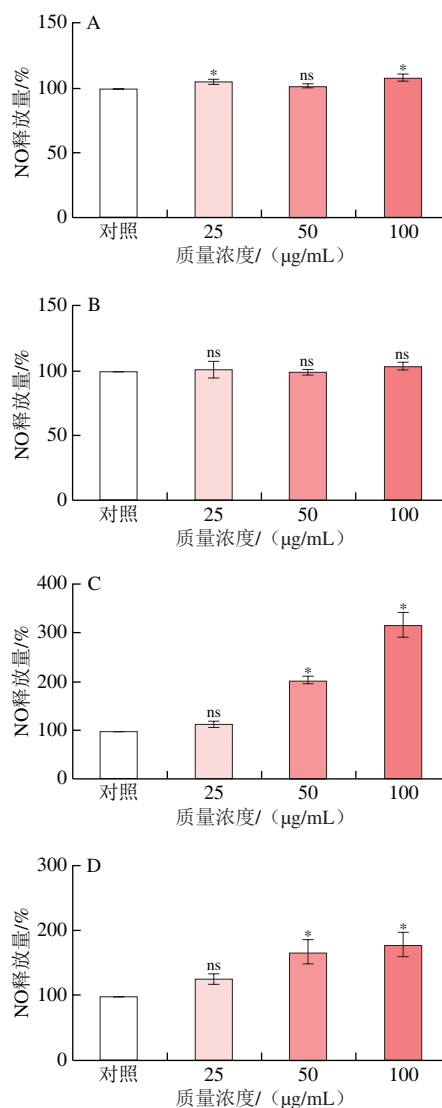 A
150
100
50
0
NO释放量/%
* ns *
对照 25 50 100
质量浓度/（μg/mL）
B
150
100
50
0
NO释放量/%
ns ns ns
对照 25 50 100
质量浓度/（μg/mL）
C
400
300
200
100
0
NO释放量/%
ns * *
对照 25 50 100
质量浓度/（μg/mL）
D
300
200
100
0
NO释放量/%
ns * *
对照 25 50 100
质量浓度/（μg/mL）